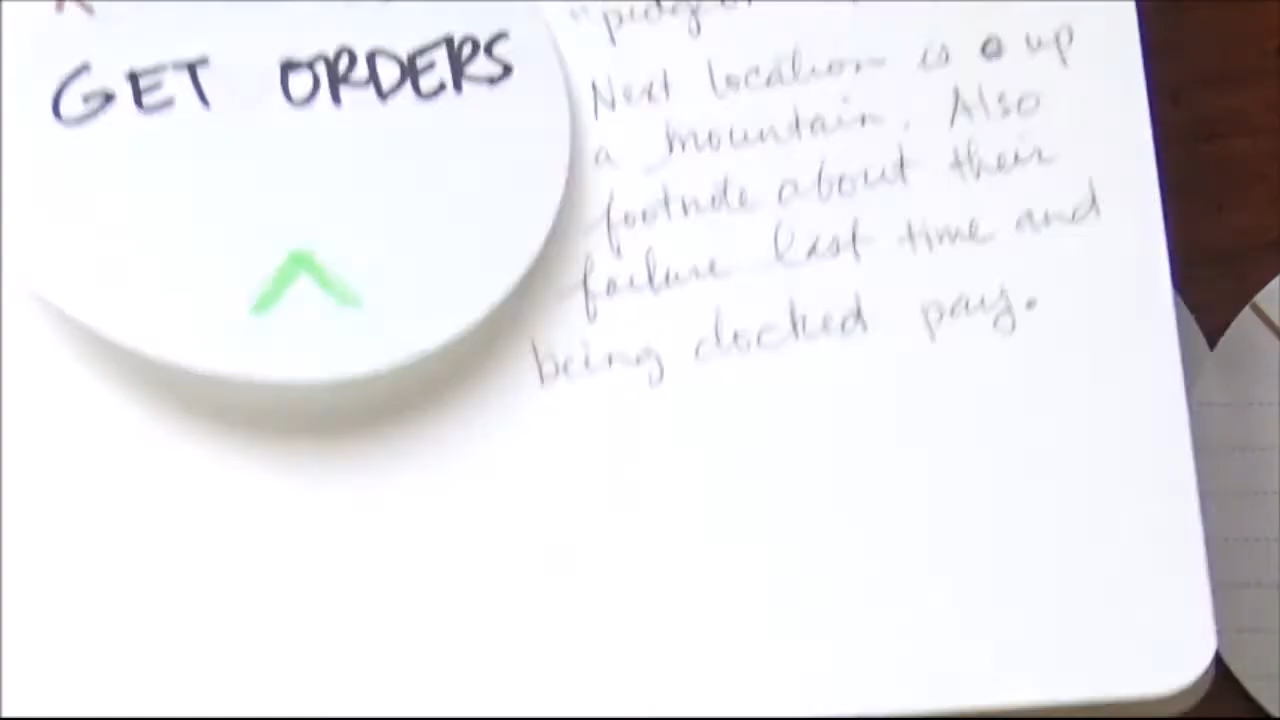 GET ORDERS
Next location is up
a mountain. Also
footnote about their
failure last time and
being docked pay.